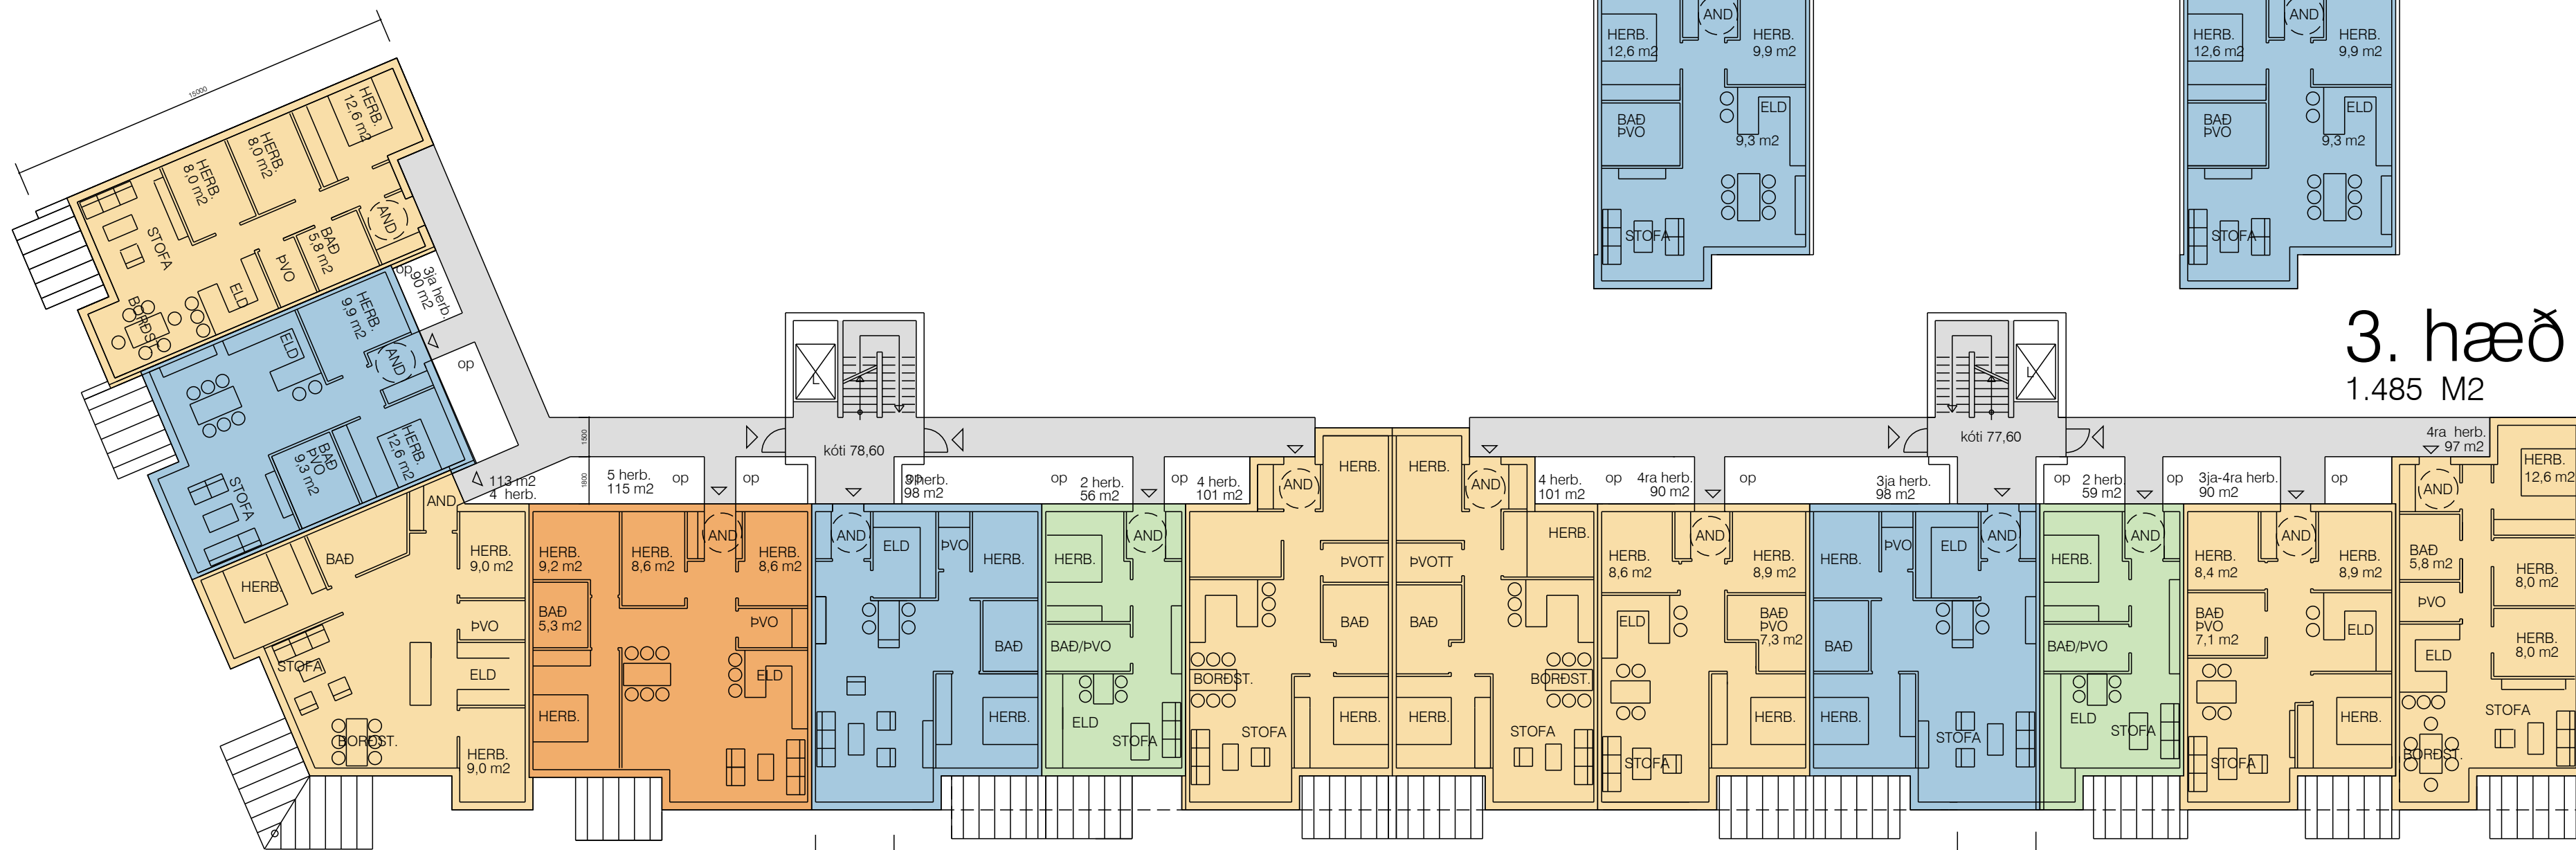 15000
HERB.
12,6 m2
HERB.
8,0 m2
HERB.
8,0 m2
AND
BAÐ
5,8 m2
ÞVO
STOFA
ELD
BORÐST.
op
3ja herb.
90 m2
HERB.
9,9 m2
ELD
AND
op
HERB.
12,6 m2
BAÐ
ÞVO
9,3 m2
STOFA
113 m2
4 herb.
AND
BAÐ
HERB.
HERB.
9,0 m2
ÞVO
ELD
STOFA
BORÐST.
HERB.
9,0 m2
1500
1800
5 herb.
115 m2
op
op
HERB.
9,2 m2
HERB.
8,6 m2
AND
HERB.
8,6 m2
BAÐ
5,3 m2
ÞVO
ELD
HERB.
L
kóti 78,60
op
98 m2
AND
ELD
ÞVO
HERB.
BAÐ
HERB.
op
2 herb.
56 m2
op
HERB.
AND
BAÐ/ÞVO
ELD
STOFA
4 herb.
101 m2
AND
HERB.
ÞVOTT
BAÐ
BORÐST.
STOFA
HERB.
HERB.
AND
4 herb.
101 m2
HERB.
ÞVOTT
BAÐ
BORÐST.
HERB.
STOFA
op
4ra herb.
90 m2
op
HERB.
8,6 m2
AND
HERB.
8,9 m2
ELD
BAÐ
ÞVO
7,3 m2
HERB.
STOFA
3ja herb.
98 m2
kóti 77,60
L
HERB.
ÞVO
ELD
AND
BAÐ
HERB.
STOFA
op
2 herb.
59 m2
op
HERB.
AND
BAÐ/ÞVO
ELD
STOFA
3ja-4ra herb.
90 m2
op
HERB.
8,4 m2
AND
HERB.
8,9 m2
BAÐ
ÞVO
7,1 m2
ELD
HERB.
STOFA
4ra herb.
97 m2
HERB.
12,6 m2
AND
BAÐ
5,8 m2
HERB.
8,0 m2
ÞVO
HERB.
8,0 m2
ELD
STOFA
BORÐST.
AND
HERB.
12,6 m2
HERB.
9,9 m2
ELD
BAÐ
ÞVO
9,3 m2
STOFA
AND
HERB.
12,6 m2
HERB.
9,9 m2
ELD
BAÐ
ÞVO
9,3 m2
STOFA
3. hæð
1.485 M2